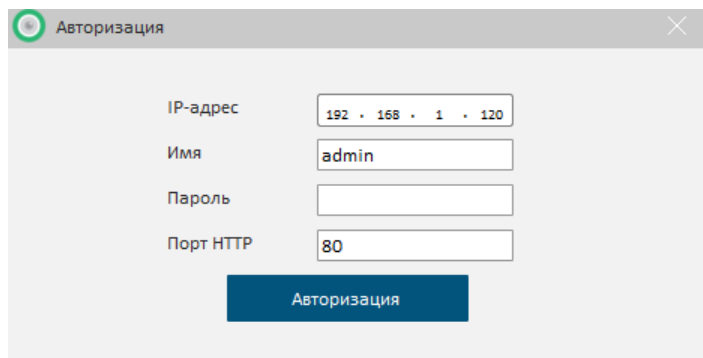 Авторизация
IP-адрес 192 . 168 . 1 . 120
Имя admin
Пароль
Порт HTTP 80
Авторизация